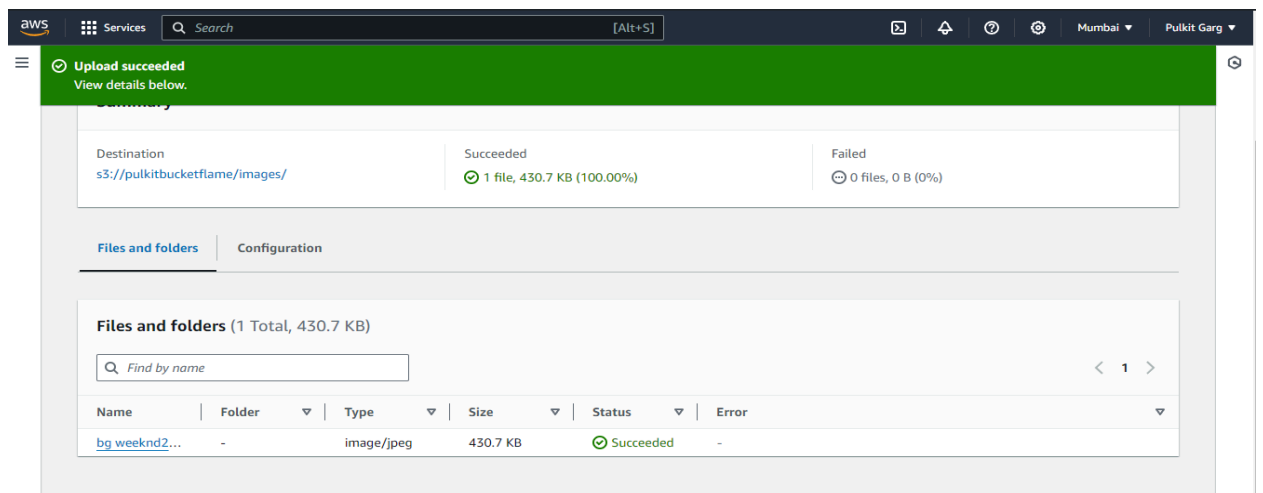 aws Services Search [Alt+S] Mumbai Pulkit Garg
Upload succeeded
View details below.
Summary
Destination Succeeded Failed
s3://pulkitbucketflame/images/ 1 file, 430.7 KB (100.00%) 0 files, 0 B (0%)
Files and folders Configuration
Files and folders (1 Total, 430.7 KB)
Find by name 1
Name Folder Type Size Status Error
bg weeknd2... - image/jpeg 430.7 KB Succeeded -